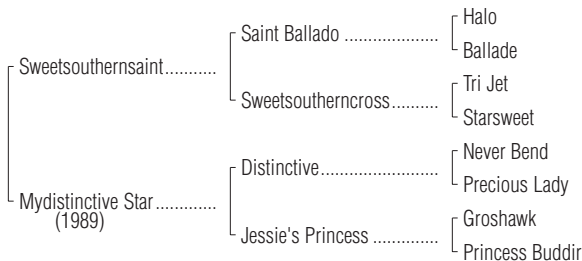 Halo
Saint Ballado ....................
Ballade
Sweetsouthernsaint...........
Tri Jet
Sweetsoutherncross..........
Starsweet
Never Bend
Distinctive.........................
Precious Lady
Mydistinctive Star.............
(1989)
Groshawk
Jessie's Princess ..............
Princess Buddir